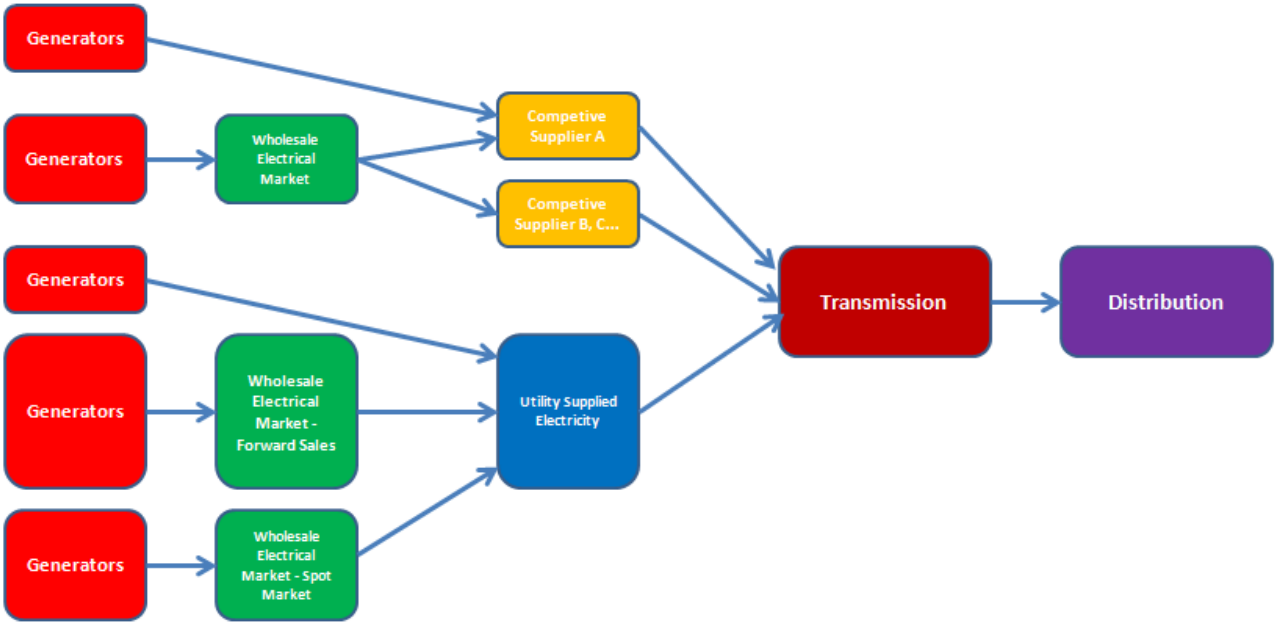 Generators
Competive
Supplier A
Generators
Wholesale
Electrical
Market
Competive
Supplier B, C...
Generators
Transmission
Distribution
Generators
Wholesale
Electrical
Market -
Forward Sales
Utility Supplied
Electricity
Generators
Wholesale
Electrical
Market - Spot
Market